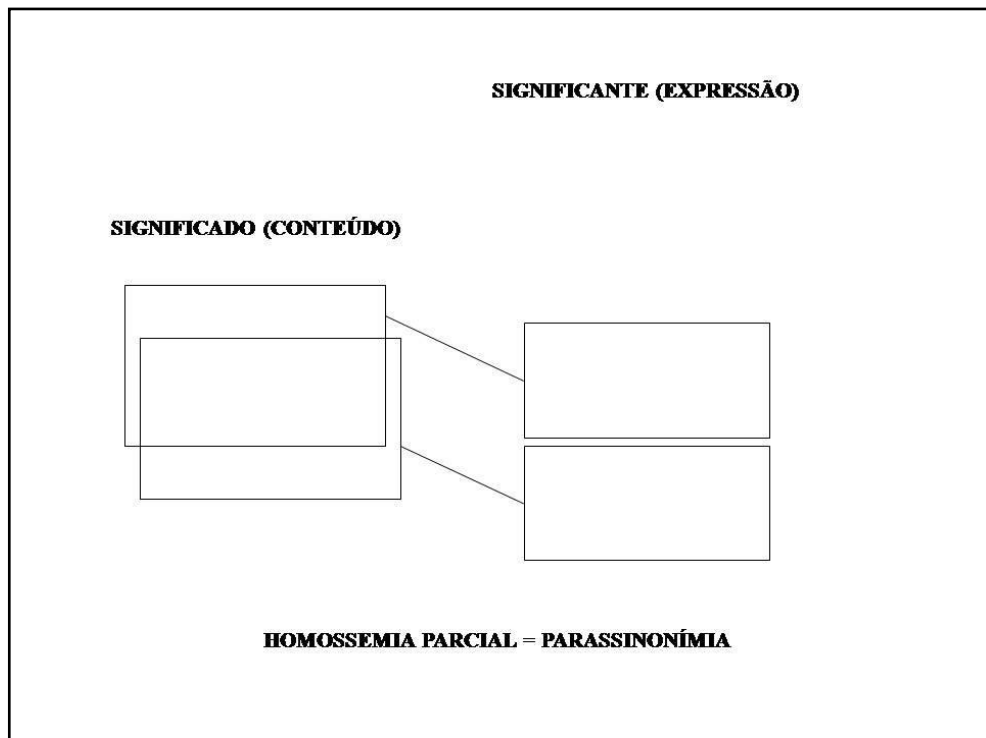 SIGNIFICANTE (EXPRESSÃO)
SIGNIFICADO (CONTEÚDO)
HOMOSSEMIA PARCIAL = PARASSINONÍMIA